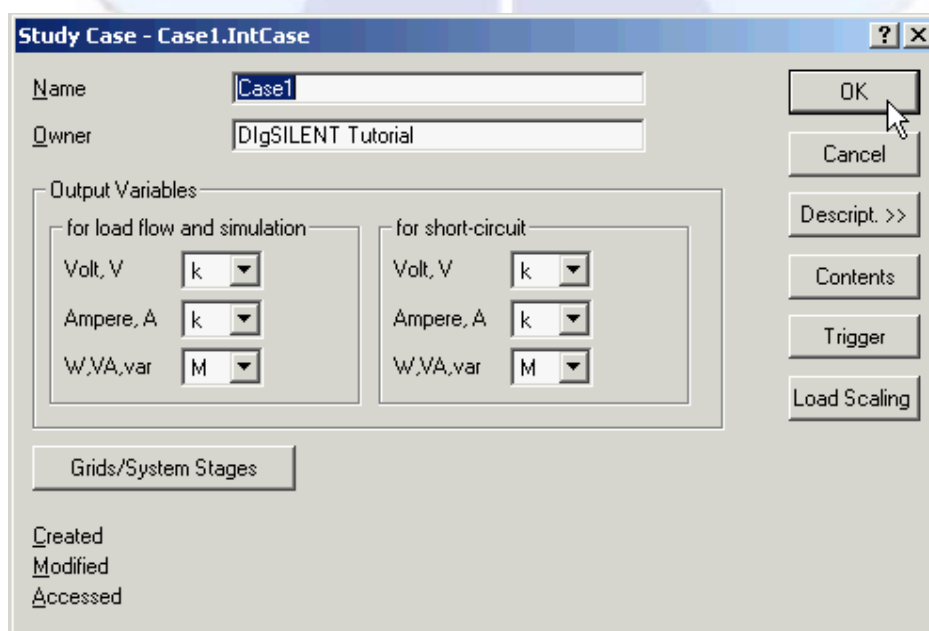 Study Case - Case1.IntCase
Name
Case1
OK
Owner
DIgSILENT Tutorial
Cancel
Output Variables
for load flow and simulation
Volt, V
k
Ampere, A
k
W,VA,var
M
for short-circuit
Volt, V
k
Ampere, A
k
W,VA,var
M
Descript. >>
Contents
Trigger
Load Scaling
Grids/System Stages
Created
Modified
Accessed